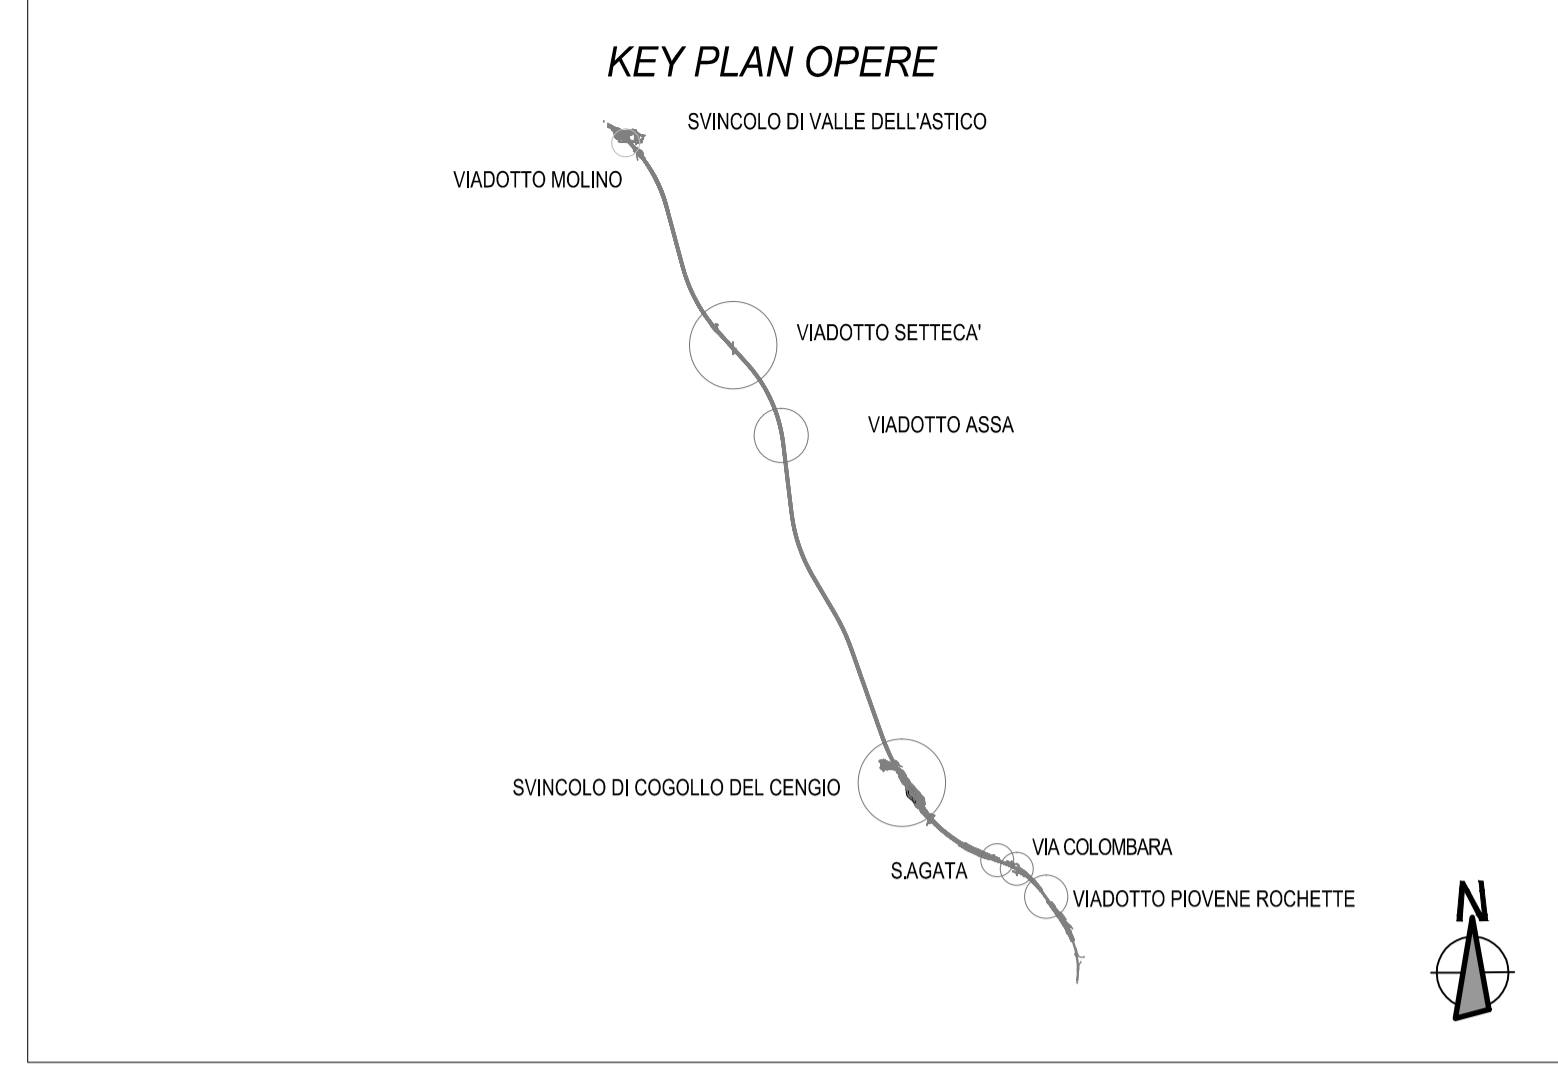 KEY PLAN OPERE
SVINCOLO DI VALLE DELL'ASTICO
VIADOTTO MOLINO
VIADOTTO SETTECA'
VIADOTTO ASSA
SVINCOLO DI COGOLLO DEL CENGIO
VIA COLOMBARA
S.AGATA
VIADOTTO PIOVENE ROCHETTE
N